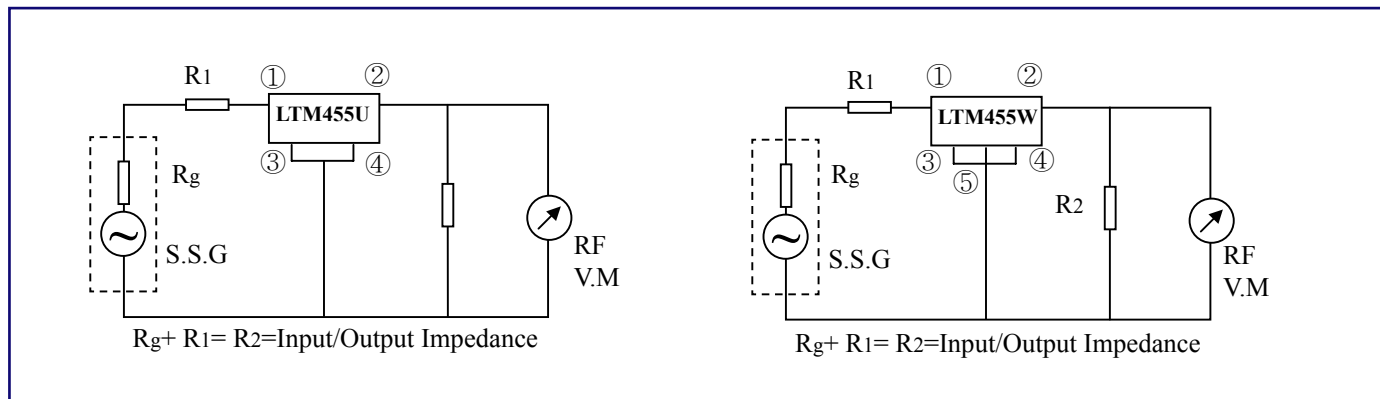 R1
①
②
LTM455U
③
④
Rg
S.S.G
RF
V.M
Rg+ R1= R2=Input/Output Impedance
R1
①
②
LTM455W
③
④
⑤
Rg
R2
S.S.G
RF
V.M
Rg+ R1= R2=Input/Output Impedance